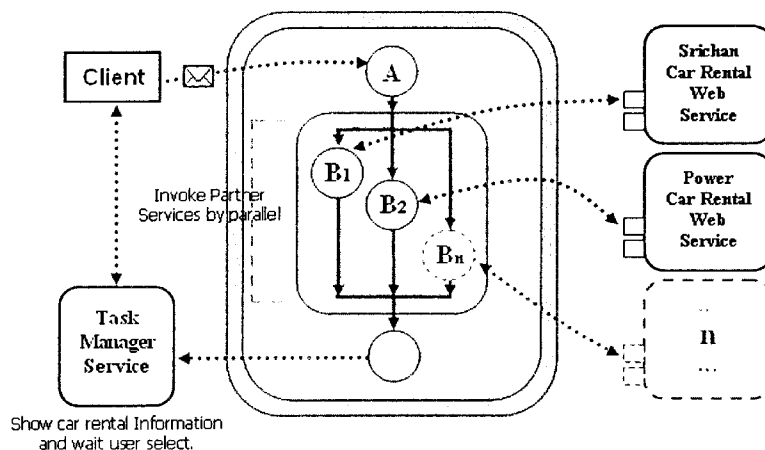 Client
A
Srichan
Car Rental
Web
Service
Invoke Partner
Services by parallel
B1
B2
Bn
Power
Car Rental
Web
Service
Task
Manager
Service
..
n
...
Show car rental Information
and wait user select.